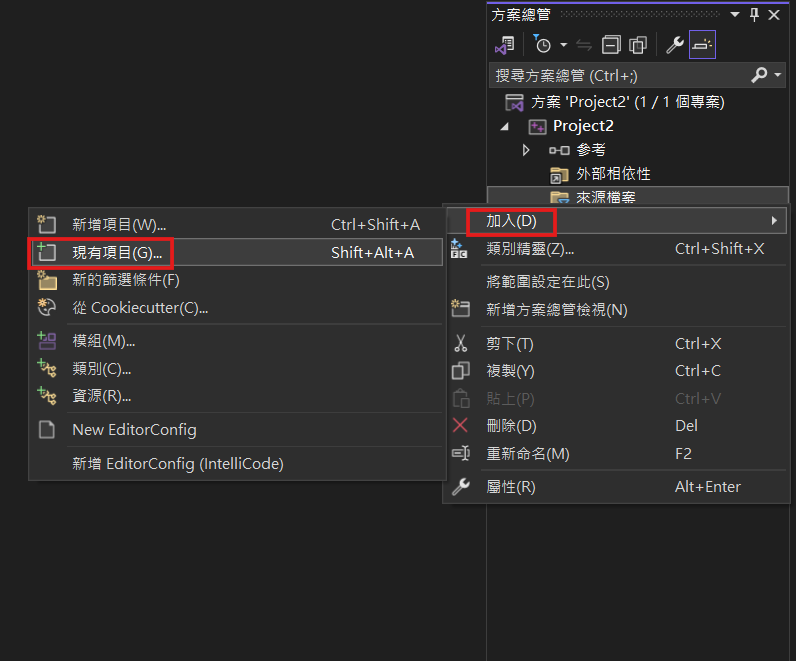 方案總管
搜尋方案總管 (Ctrl+;)
方案 'Project2' (1 / 1 個專案)
Project2
參考
外部相依性
來源檔案
加入(D)
類別精靈(Z)... Ctrl+Shift+X
將範圍設定在此(S)
新增方案總管檢視(N)
剪下(T) Ctrl+X
複製(Y) Ctrl+C
貼上(P) Ctrl+V
刪除(D) Del
重新命名(M) F2
屬性(R) Alt+Enter
新增項目(W)... Ctrl+Shift+A
現有項目(G)... Shift+Alt+A
新的篩選條件(F)
從 Cookiecutter(C)...
模組(M)...
類別(C)...
資源(R)...
New EditorConfig
新增 EditorConfig (IntelliCode)